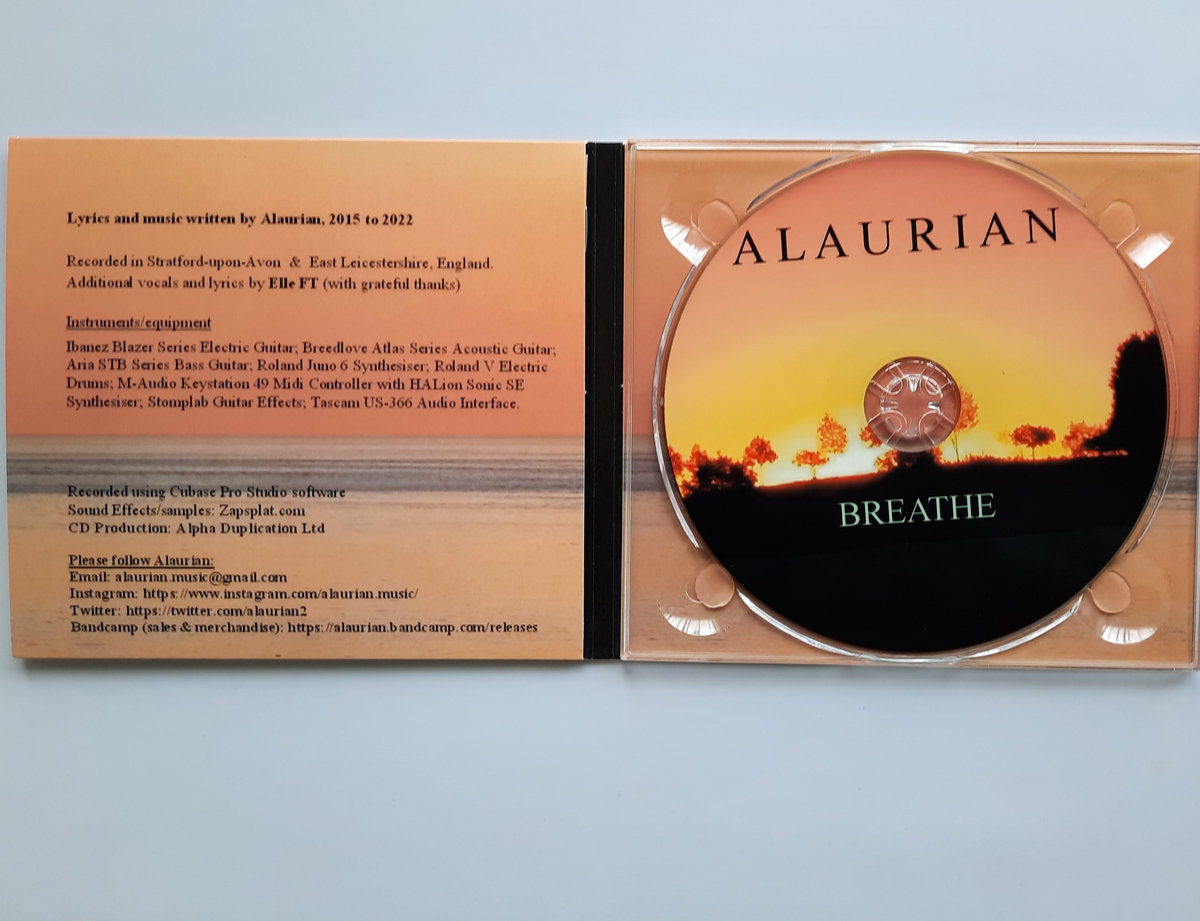 Lyrics and music written by Alaurian, 2015 to 2022
Recorded in Stratford-upon-Avon & East Leicestershire, England.
Additional vocals and lyrics by Elle FT (with grateful thanks)
Instruments/equipment
Ibanez Blazer Series Electric Guitar; Breedlove Atlas Series Acoustic Guitar;
Aria STB Series Bass Guitar; Roland Juno 6 Synthesiser; Roland V Electric
Drums; M-Audio Keystation 49 Midi Controller with HALion Sonic SE
Synthesiser; Stomplab Guitar Effects; Tascam US-366 Audio Interface.
Recorded using Cubase Pro Studio software
Sound Effects/samples: Zapsplat.com
CD Production: Alpha Duplication Ltd
Please follow Alaurian:
Email: alaurian.music@gmail.com
Instagram: https://www.instagram.com/alaurian.music/
Twitter: https://twitter.com/alaurian2
Bandcamp (sales & merchandise): https://alaurian.bandcamp.com/releases
ALAURIAN
BREATHE